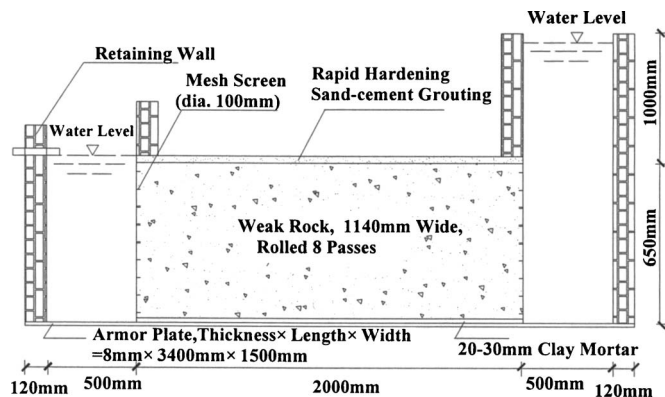 Water Level
Retaining Wall
Mesh Screen
(dia. 100mm)
Rapid Hardening
Sand-cement Grouting
1000mm
Water Level
Weak Rock, 1140mm Wide,
Rolled 8 Passes
650mm
Armor Plate,Thickness× Length× Width
=8mm× 3400mm× 1500mm
20-30mm Clay Mortar
120mm
500mm
2000mm
500mm
120mm